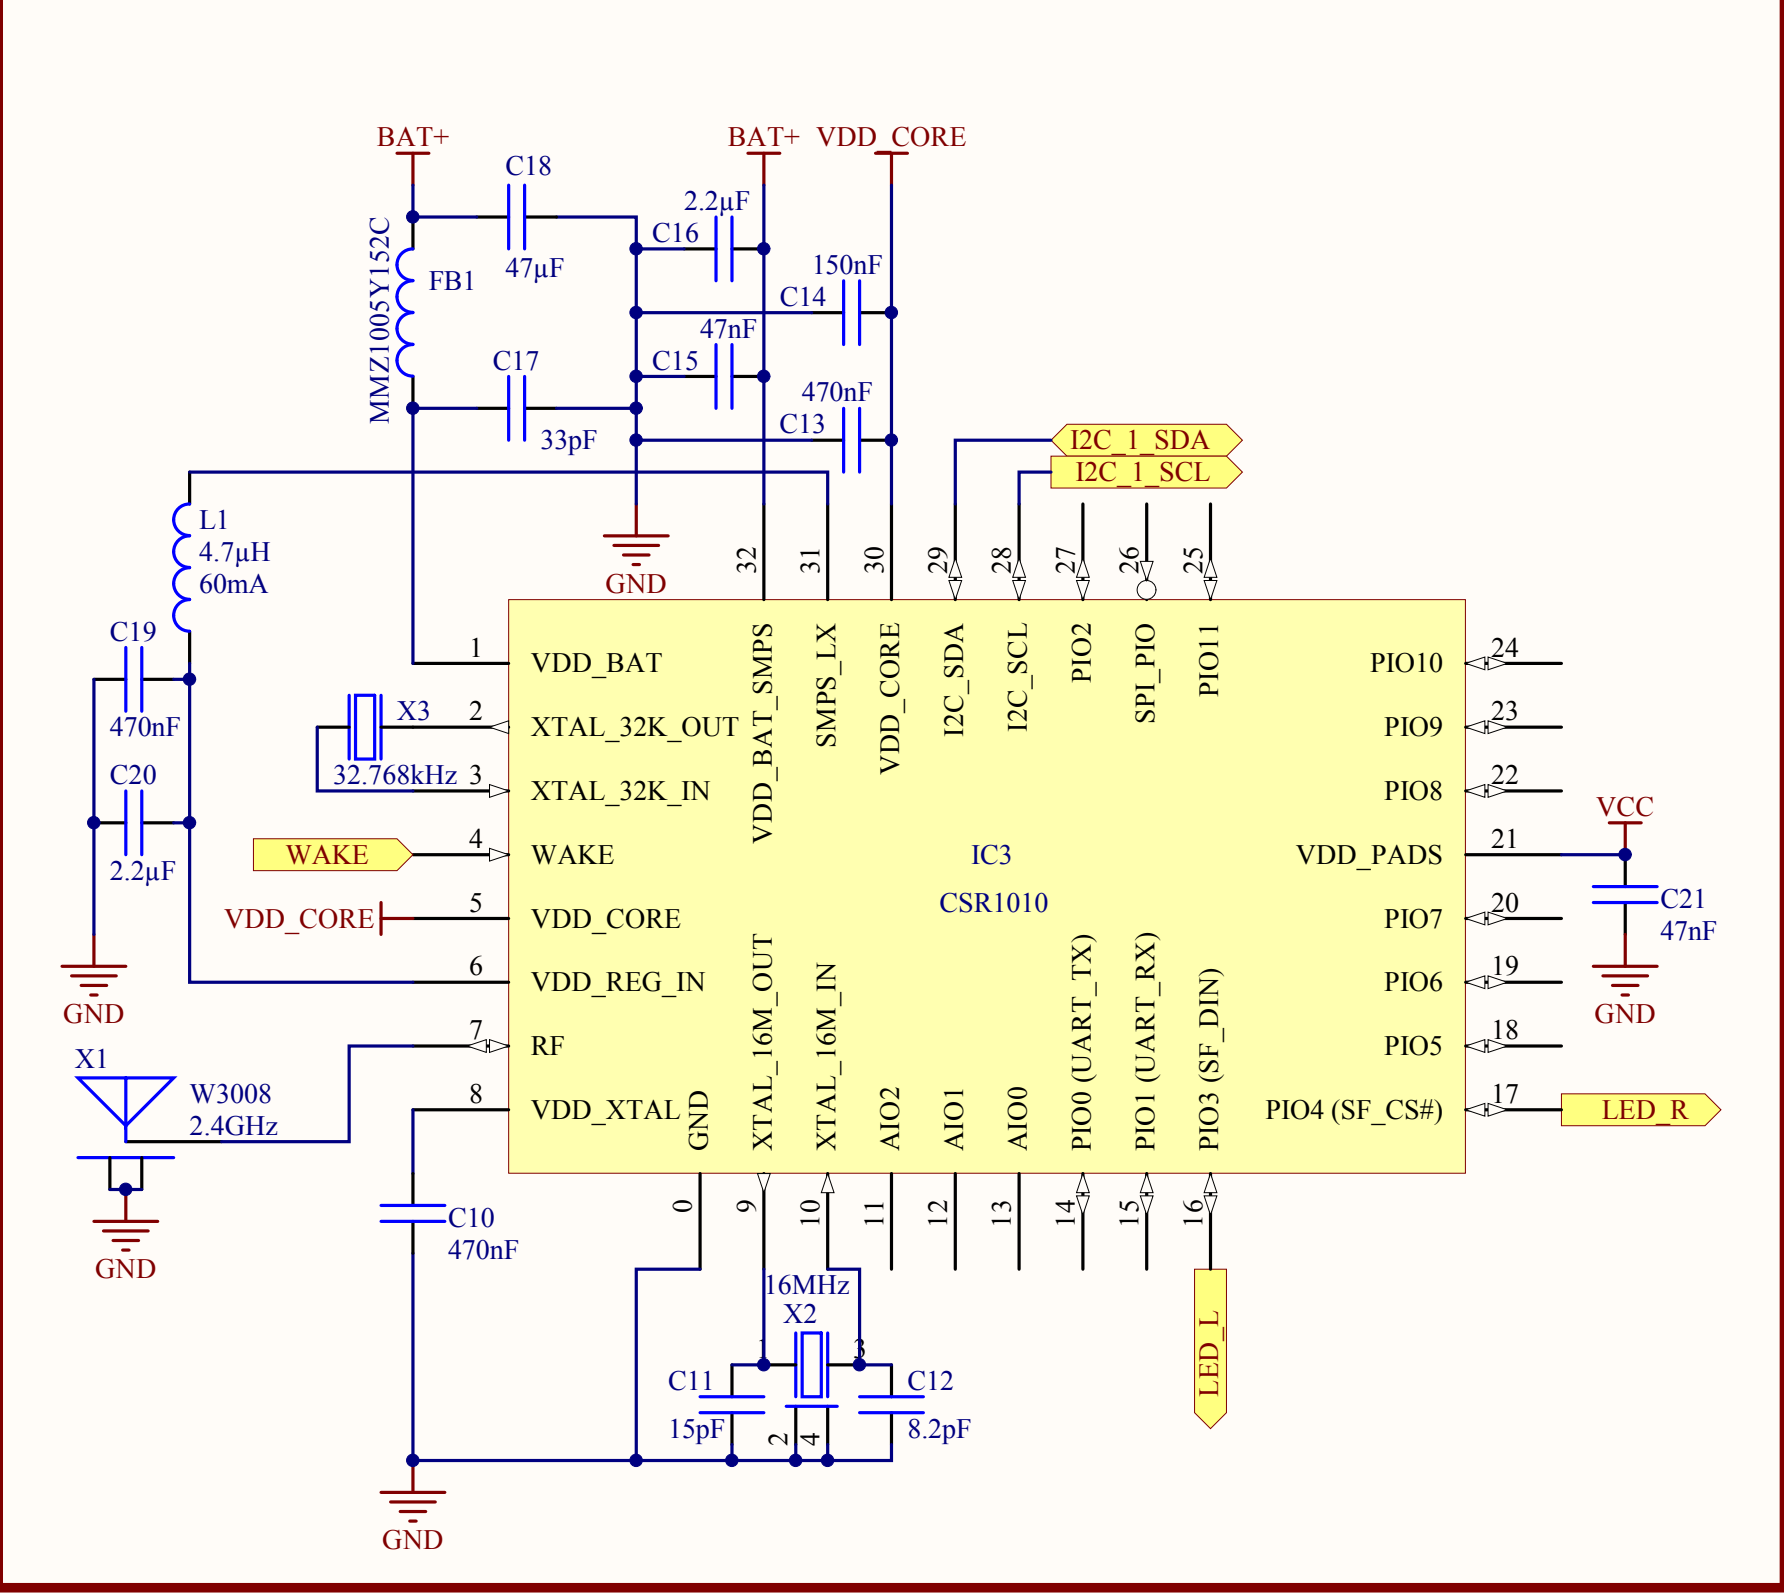 BAT+
BAT+
VDD_CORE
C18
47µF
MMZ1005Y152C
FB1
2.2µF
C16
150nF
C14
47nF
C15
C17
33pF
470nF
C13
I2C_1_SDA
I2C_1_SCL
L1
4.7µH
60mA
GND
32
31
30
29
28
27
26
25
C19
470nF
C20
2.2µF
GND
1
VDD_BAT
X3
2
XTAL_32K_OUT
32.768kHz
3
XTAL_32K_IN
WAKE
4
WAKE
VDD_CORE
5
VDD_CORE
6
VDD_REG_IN
7
RF
8
VDD_XTAL
VDD_BAT_SMPS
SMPS_LX
VDD_CORE
I2C_SDA
I2C_SCL
PIO2
SPI_PIO
PIO11
IC3
CSR1010
PIO10
24
PIO9
23
PIO8
22
VDD_PADS
21
PIO7
20
PIO6
19
PIO5
18
PIO4 (SF_CS#)
17
LED_R
VCC
C21
47nF
GND
X1
W3008
2.4GHz
GND
GND
XTAL_16M_OUT
XTAL_16M_IN
AIO2
AIO1
AIO0
PIO0 (UART_TX)
PIO1 (UART_RX)
PIO3 (SF_DIN)
0
9
10
11
12
13
14
15
16
C10
470nF
16MHz
X2
1
3
C11
15pF
2
4
C12
8.2pF
LED_L
GND